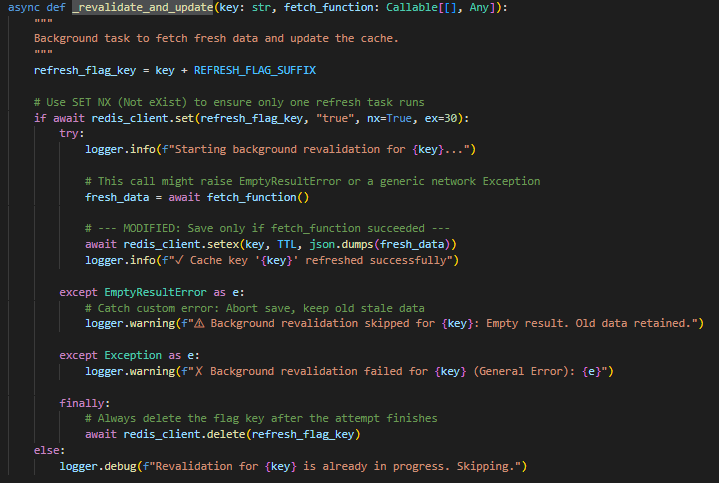 async def _revalidate_and_update(key: str, fetch_function: Callable[[], Any]):
    """
    Background task to fetch fresh data and update the cache.
    """
    refresh_flag_key = key + REFRESH_FLAG_SUFFIX

    # Use SET NX (Not eXist) to ensure only one refresh task runs
    if await redis_client.set(refresh_flag_key, "true", nx=True, ex=30):
        try:
            logger.info(f"Starting background revalidation for {key}...")

            # This call might raise EmptyResultError or a generic network Exception
            fresh_data = await fetch_function()

            # --- MODIFIED: Save only if fetch_function succeeded ---
            await redis_client.setex(key, TTL, json.dumps(fresh_data))
            logger.info(f"✓ Cache key '{key}' refreshed successfully")

        except EmptyResultError as e:
            # Catch custom error: Abort save, keep old stale data
            logger.warning(f"⚠ Background revalidation skipped for {key}: Empty result. Old data retained.")

        except Exception as e:
            logger.warning(f"✗ Background revalidation failed for {key} (General Error): {e}")

        finally:
            # Always delete the flag key after the attempt finishes
            await redis_client.delete(refresh_flag_key)
    else:
        logger.debug(f"Revalidation for {key} is already in progress. Skipping.")